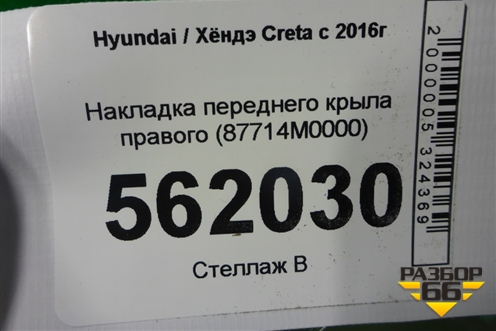 Hyundai / Хёндэ Creta с 2016г
Накладка переднего крыла
правого (87714M0000)
562030
Стеллаж В
2000005324369
РАЗБОР
66